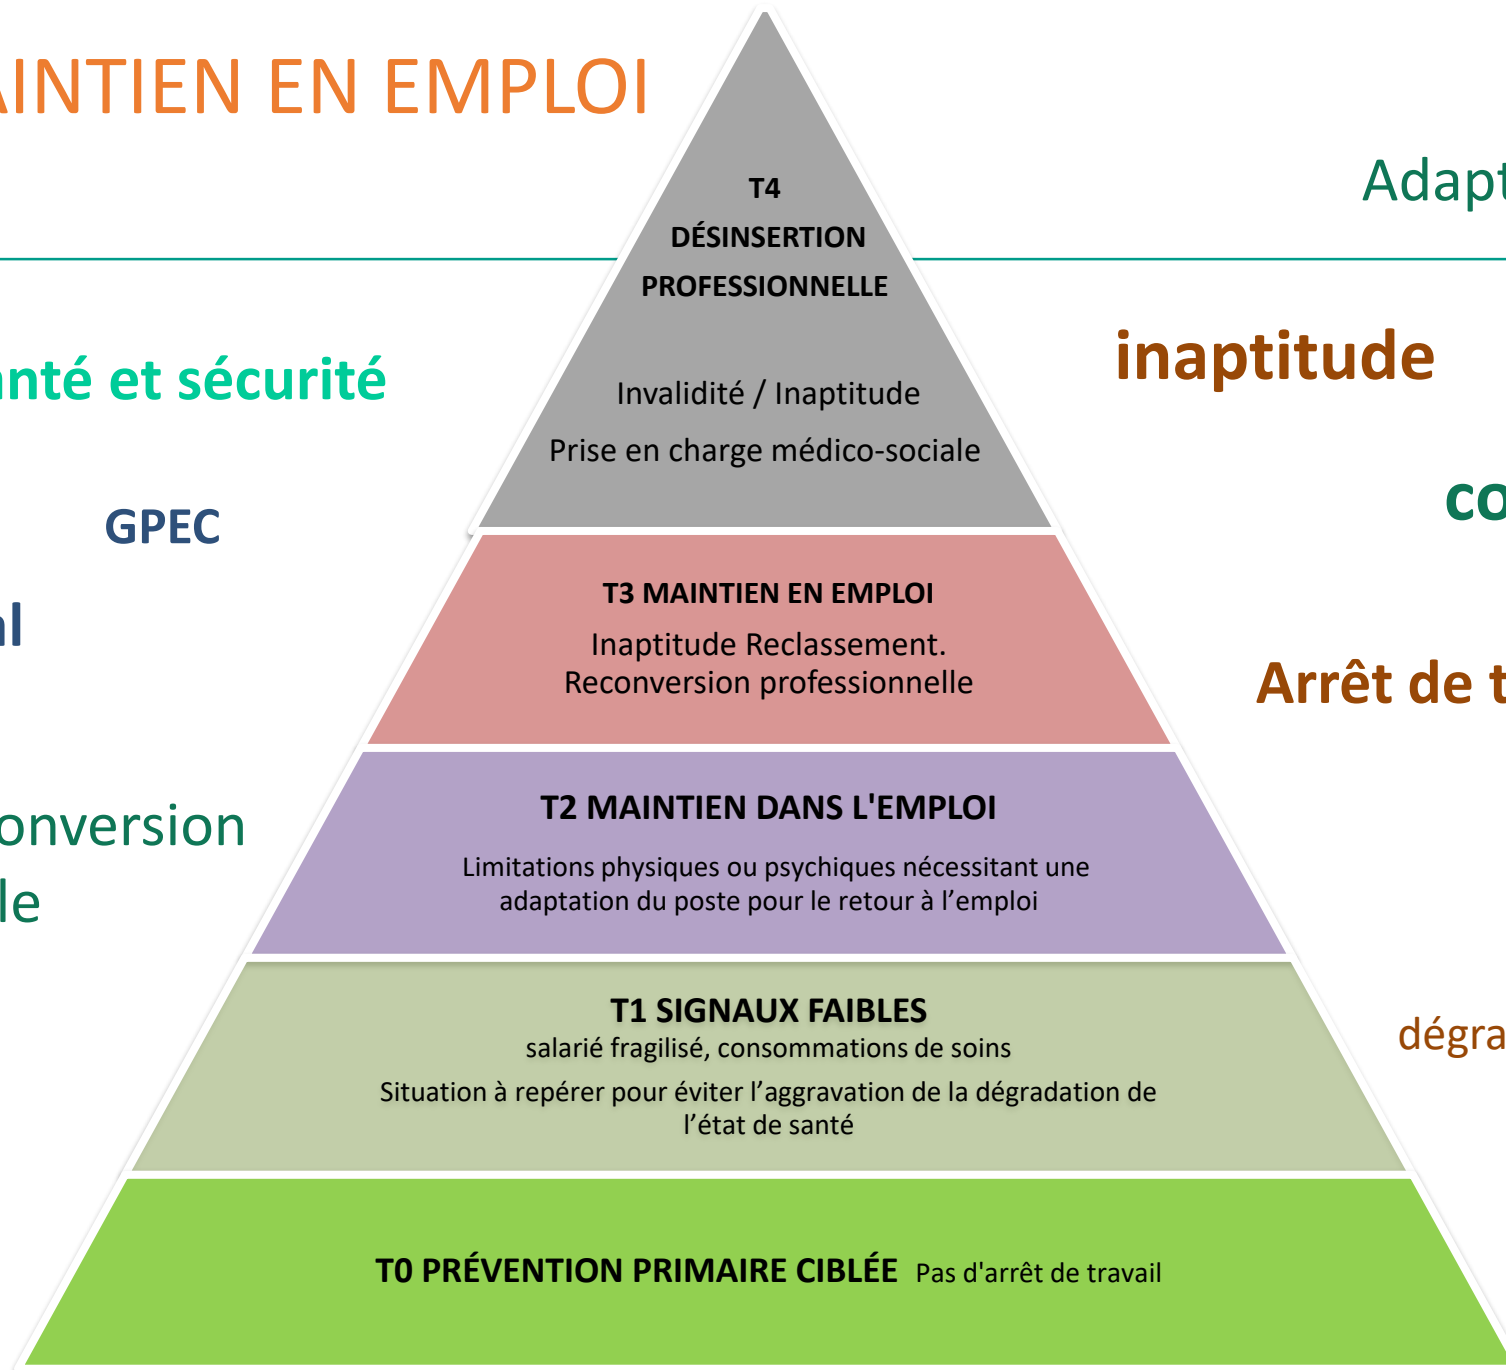 AINTIEN EN EMPLOI
Adapt
T4
DÉSINSERTION
PROFESSIONNELLE
Invalidité / Inaptitude
Prise en charge médico-sociale
anté et sécurité
inaptitude
GPEC
co
T3 MAINTIEN EN EMPLOI
Inaptitude Reclassement.
Reconversion professionnelle
al
Arrêt de t
T2 MAINTIEN DANS L'EMPLOI
Limitations physiques ou psychiques nécessitant une
adaptation du poste pour le retour à l’emploi
onversion
le
T1 SIGNAUX FAIBLES
salarié fragilisé, consommations de soins
Situation à repérer pour éviter l’aggravation de la dégradation de
l’état de santé
dégra
T0 PRÉVENTION PRIMAIRE CIBLÉE Pas d'arrêt de travail